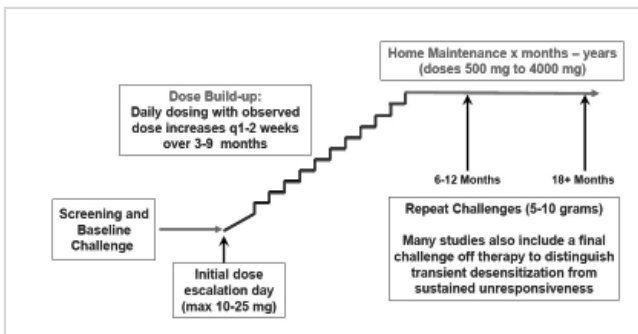 Home Maintenance x months – years
(doses 500 mg to 4000 mg)
Dose Build-up:
Daily dosing with observed
dose increases q1-2 weeks
over 3-9 months
6-12 Months
18+ Months
Screening and
Baseline
Challenge
Initial dose
escalation day
(max 10-25 mg)
Repeat Challenges (5-10 grams)
Many studies also include a final
challenge off therapy to distinguish
transient desensitization from
sustained unresponsiveness